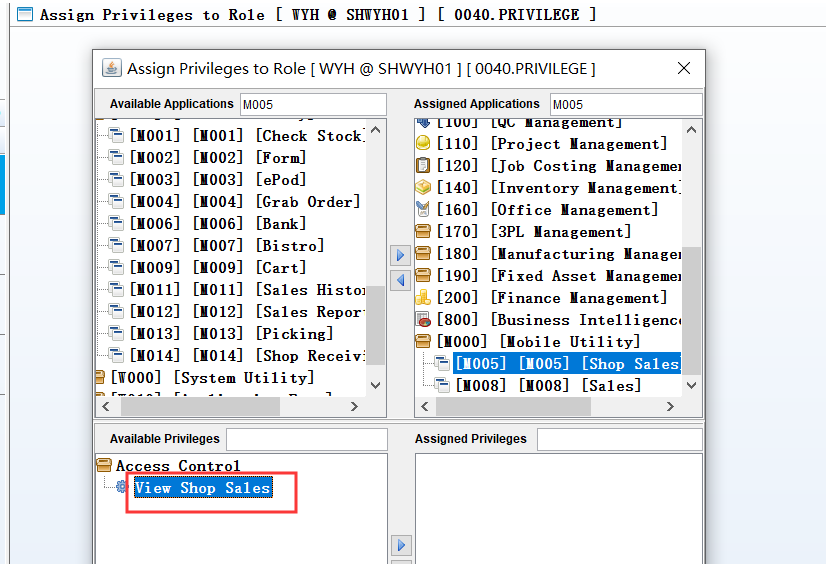 Assign Privileges to Role [ WYH @ SHWYH01 ] [ 0040.PRIVILEGE ]
Assign Privileges to Role [ WYH @ SHWYH01 ] [ 0040.PRIVILEGE ]
Available Applications M005
[M001] [M001] [Check Stock]
[M002] [M002] [Form]
[M003] [M003] [ePod]
[M004] [M004] [Grab Order]
[M006] [M006] [Bank]
[M007] [M007] [Bistro]
[M009] [M009] [Cart]
[M011] [M011] [Sales Histo
[M012] [M012] [Sales Repor
[M013] [M013] [Picking]
[M014] [M014] [Shop Receivi
[W000] [System Utility]
Assigned Applications M005
[100] [QC Management]
[110] [Project Management]
[120] [Job Costing Managemen
[140] [Inventory Management]
[160] [Office Management]
[170] [3PL Management]
[180] [Manufacturing Manager
[190] [Fixed Asset Managemen
[200] [Finance Management]
[800] [Business Intelligence
[M000] [Mobile Utility]
[M005] [M005] [Shop Sales]
[M008] [M008] [Sales]
Available Privileges
Access Control
View Shop Sales
Assigned Privileges